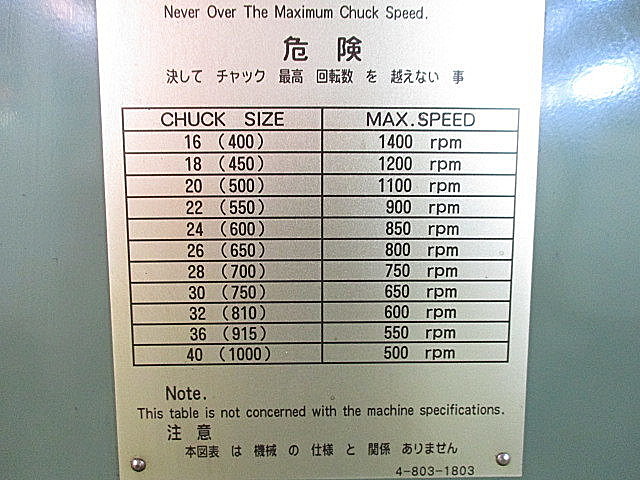 Never Over The Maximum Chuck Speed.
危 険
決して チャック 最高 回転数 を 越えない 事
CHUCK SIZE MAX.SPEED
16 (400) 1400 rpm
18 (450) 1200 rpm
20 (500) 1100 rpm
22 (550) 900 rpm
24 (600) 850 rpm
26 (650) 800 rpm
28 (700) 750 rpm
30 (750) 650 rpm
32 (810) 600 rpm
36 (915) 550 rpm
40 (1000) 500 rpm
Note.
This table is not concerned with the machine specifications.
注 意
本図表 は 機械 の 仕様 と 関係 ありません
4-803-1803